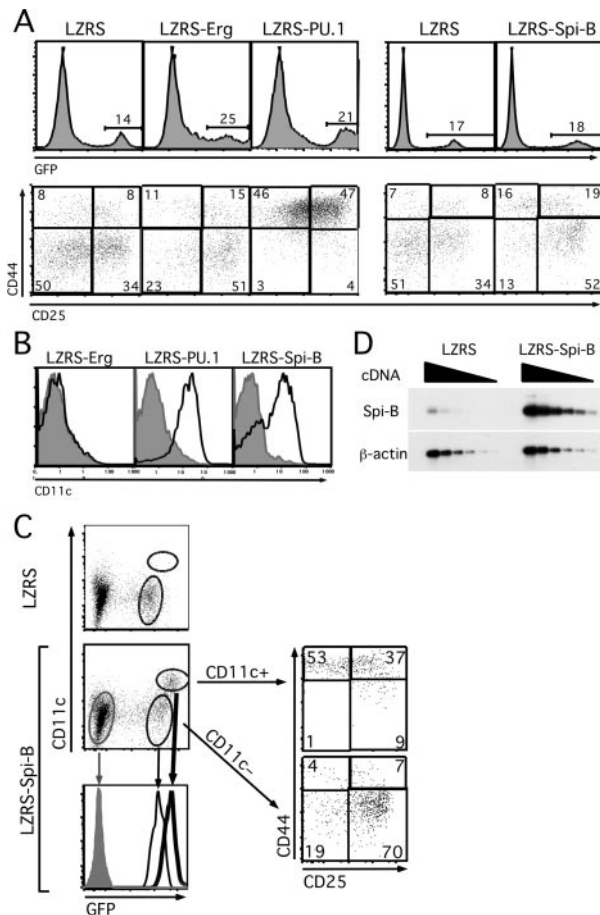 A
LZRS LZRS-Erg LZRS-PU.1 LZRS LZRS-Spi-B
14 25 21 17 18
GFP
8 8 11 15 46 47 7 8 16 19
50 34 23 51 3 4 51 34 13 52
CD44
CD25
B
LZRS-Erg LZRS-PU.1 LZRS-Spi-B
CD11c
D
LZRS LZRS-Spi-B
cDNA
Spi-B
β-actin
C
LZRS
LZRS-Spi-B
CD11c
CD11c+
CD11c–
GFP
53 37
1 9
4 7
19 70
CD44
CD25